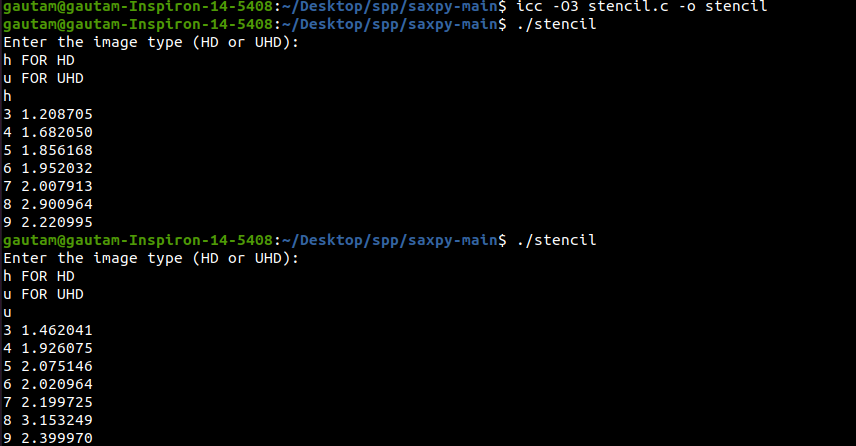 gautam@gautam-Inspiron-14-5408:~/Desktop/spp/saxpy-main$ icc -O3 stencil.c -o stencil
gautam@gautam-Inspiron-14-5408:~/Desktop/spp/saxpy-main$ ./stencil
Enter the image type (HD or UHD):
h FOR HD
u FOR UHD
h
3 1.208705
4 1.682050
5 1.856168
6 1.952032
7 2.007913
8 2.900964
9 2.220995
gautam@gautam-Inspiron-14-5408:~/Desktop/spp/saxpy-main$ ./stencil
Enter the image type (HD or UHD):
h FOR HD
u FOR UHD
u
3 1.462041
4 1.926075
5 2.075146
6 2.020964
7 2.199725
8 3.153249
9 2.399970